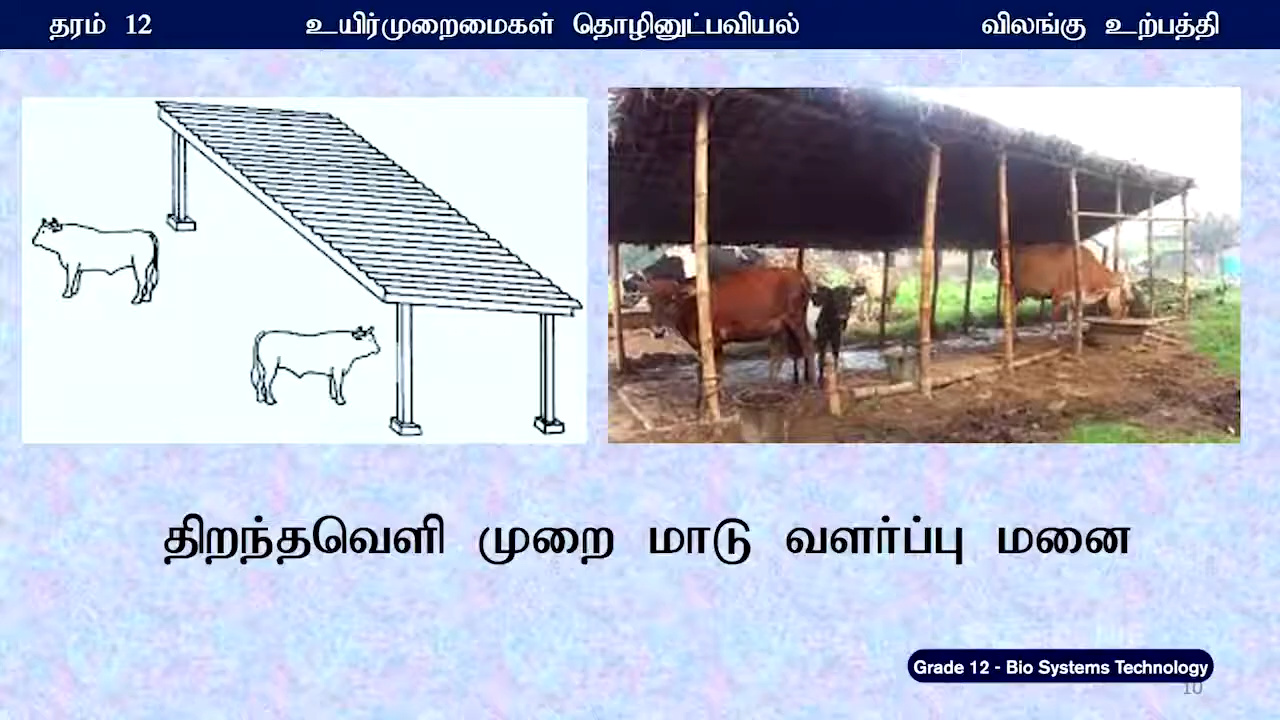 தரம் 12 உயிர்முறைமைகள் தொழினுட்பவியல் விலங்கு உற்பத்தி
திறந்தவெளி முறை மாடு வளர்ப்பு மனை
Grade 12 - Bio Systems Technology
10